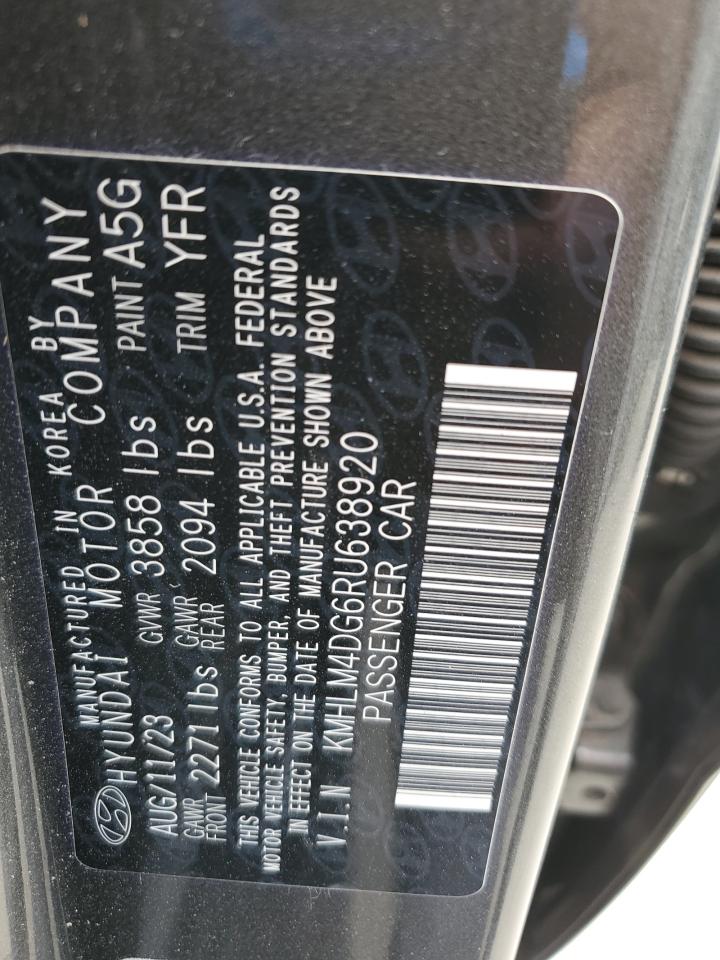 MANUFACTURED IN KOREA BY
HYUNDAI MOTOR COMPANY
AUG/11/23 GVWR 3858 lbs PAINT A5G
GAWR FRONT 2271 lbs GAWR REAR 2094 lbs TRIM YFR
THIS VEHICLE CONFORMS TO ALL APPLICABLE U.S.A. FEDERAL
MOTOR VEHICLE SAFETY, BUMPER, AND THEFT PREVENTION STANDARDS
IN EFFECT ON THE DATE OF MANUFACTURE SHOWN ABOVE
V.I.N KMHLM4DG6RU638920
PASSENGER CAR